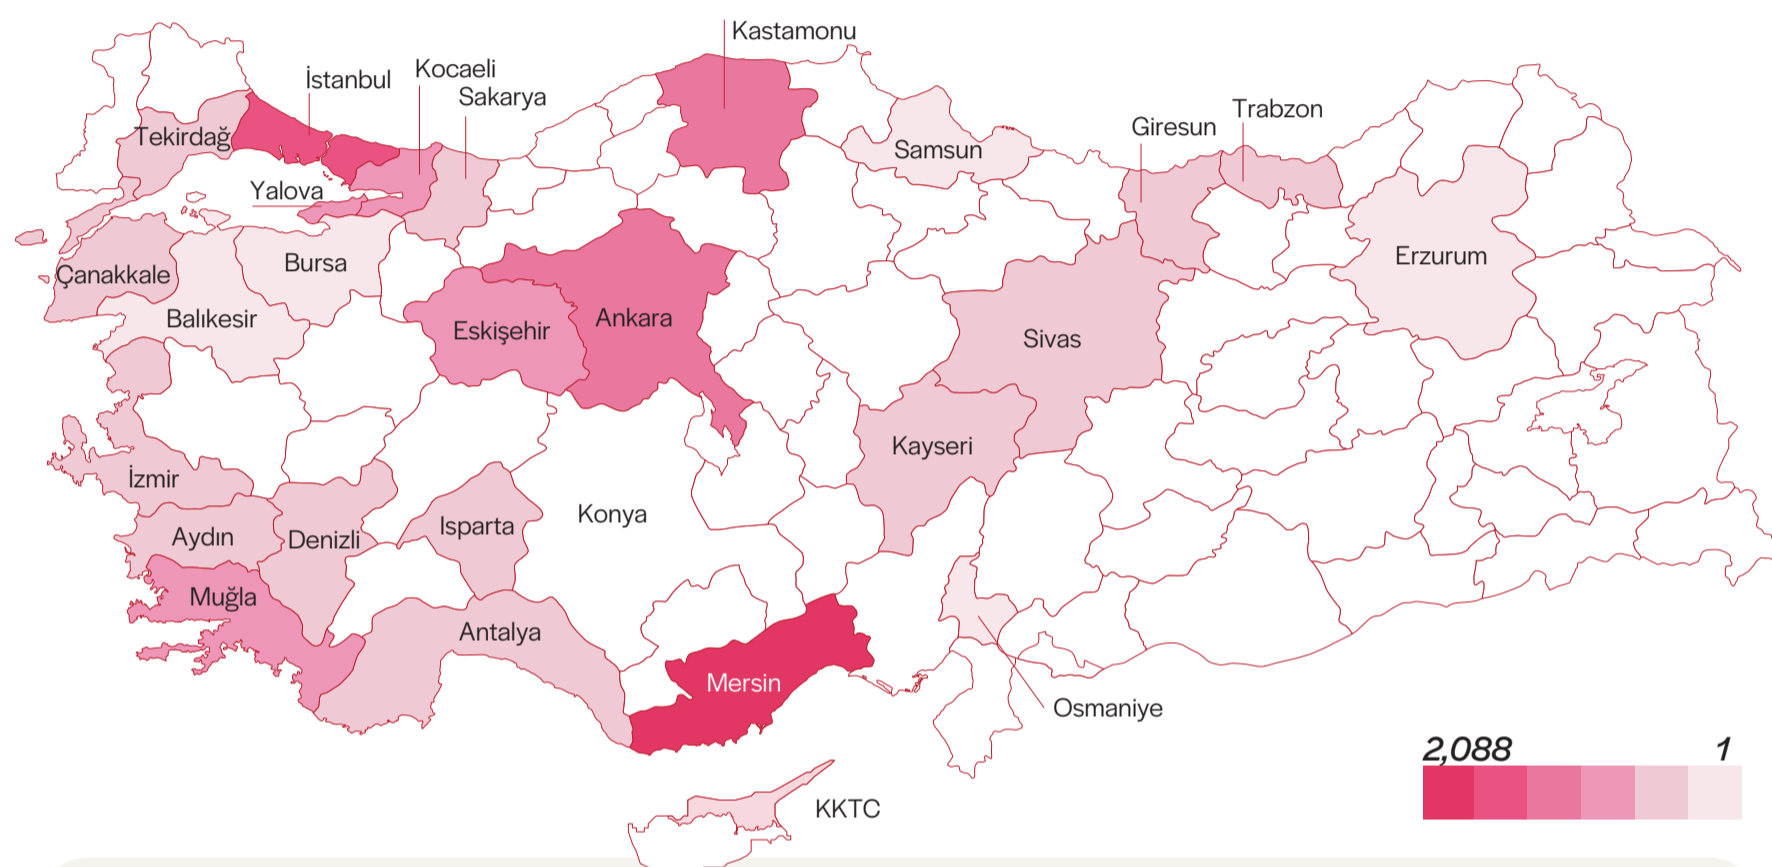 Kastamonu
Kocaeli
İstanbul
Sakarya
Trabzon
Giresun
Tekirdağ
Samsun
Yalova
Erzurum
Bursa
Çanakkale
Balıkesir
Ankara
Eskişehir
Sivas
Kayseri
İzmir
Konya
Isparta
Aydın
Denizli
Muğla
Antalya
Mersin
Osmaniye
2,088
1
KKTC